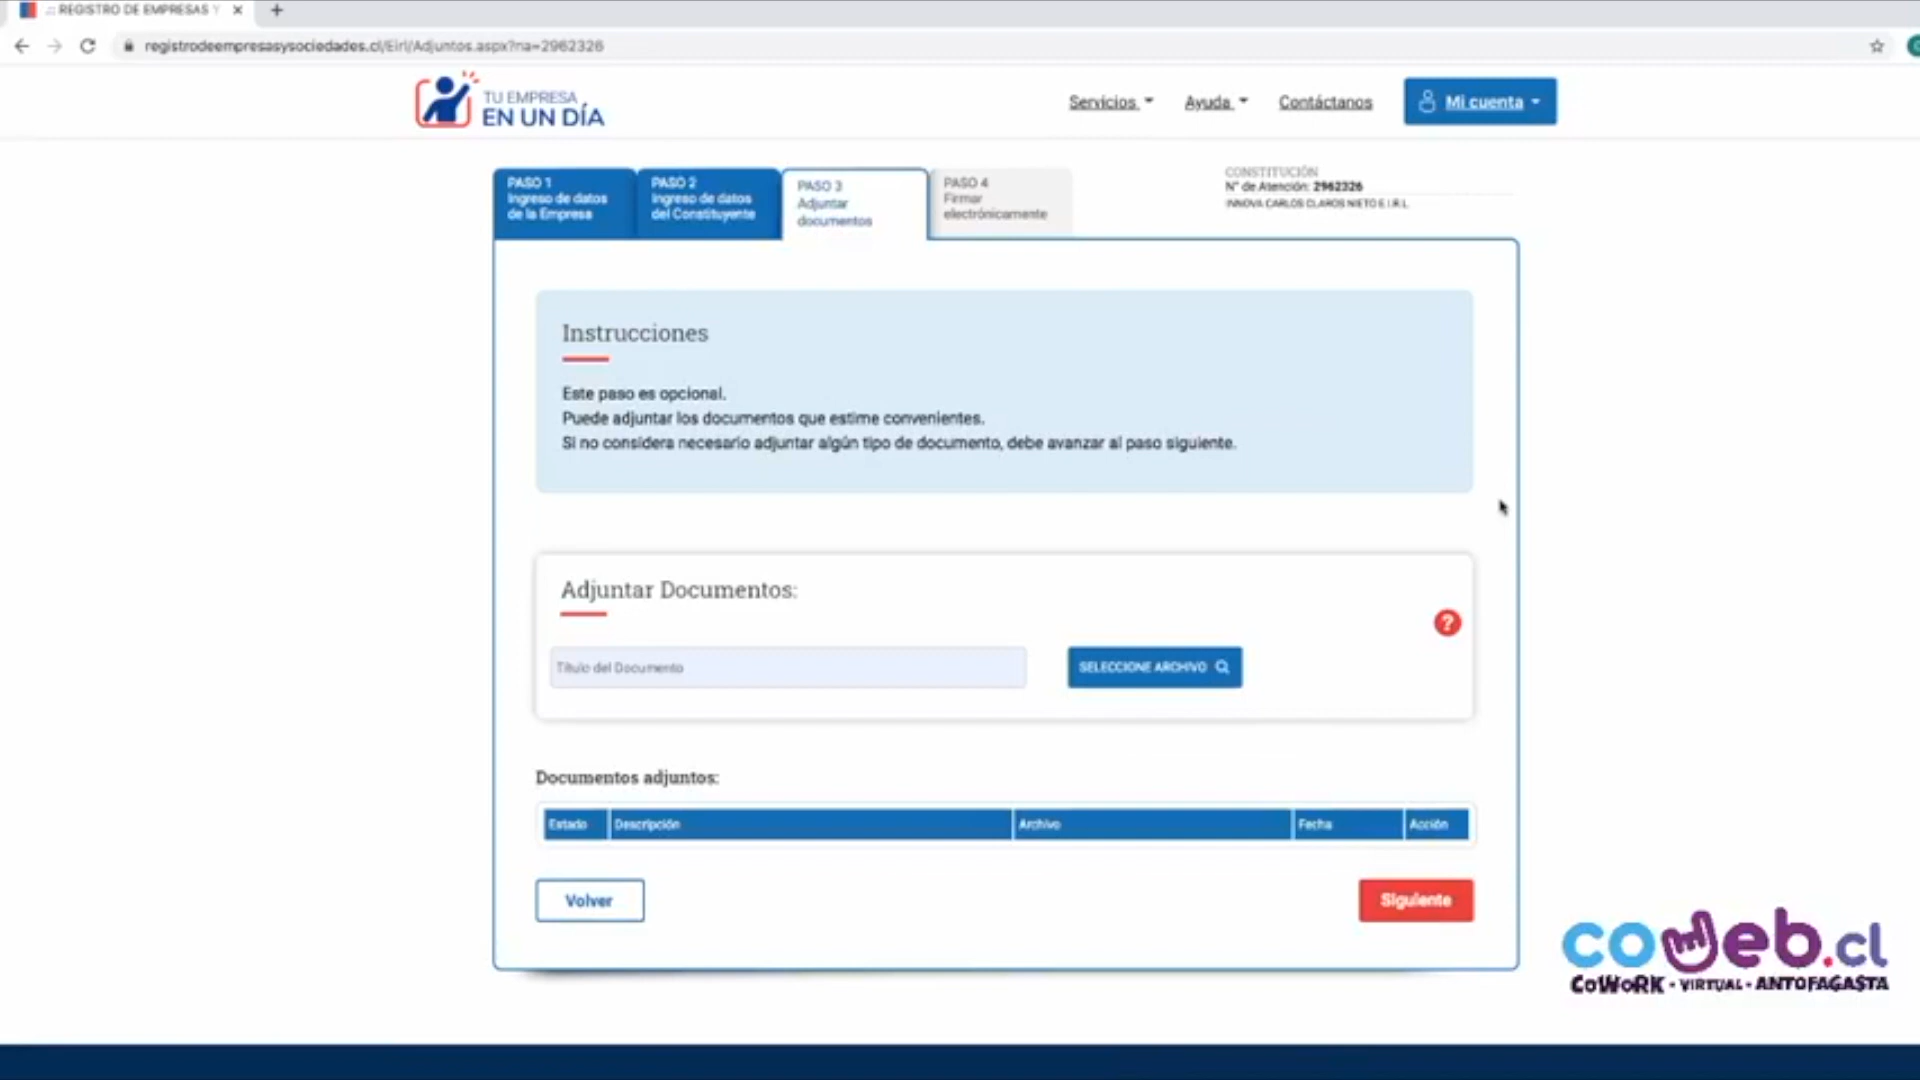 .:: REGISTRO DE EMPRESAS Y
registrodeempresasysociedades.cl/Eirl/Adjuntos.aspx?na=2962326
TU EMPRESA
EN UN DÍA
Servicios
Ayuda
Contáctanos
Mi cuenta
PASO 1
Ingreso de datos
de la Empresa
PASO 2
Ingreso de datos
del Constituyente
PASO 3
Adjuntar
documentos
PASO 4
Firmar
electrónicamente
CONSTITUCIÓN
N° de Atención: 2962326
INNOVA CARLOS CLAROS NIETO E.I.R.L.
Instrucciones
Este paso es opcional.
Puede adjuntar los documentos que estime convenientes.
Si no considera necesario adjuntar algún tipo de documento, debe avanzar al paso siguiente.
Adjuntar Documentos:
?
Título del Documento
SELECCIONE ARCHIVO
Documentos adjuntos:
Estado
Descripción
Archivo
Fecha
Acción
Volver
Siguiente
coweb.cl
CoWoRK • VIRTUAL • ANTOFAGASTA